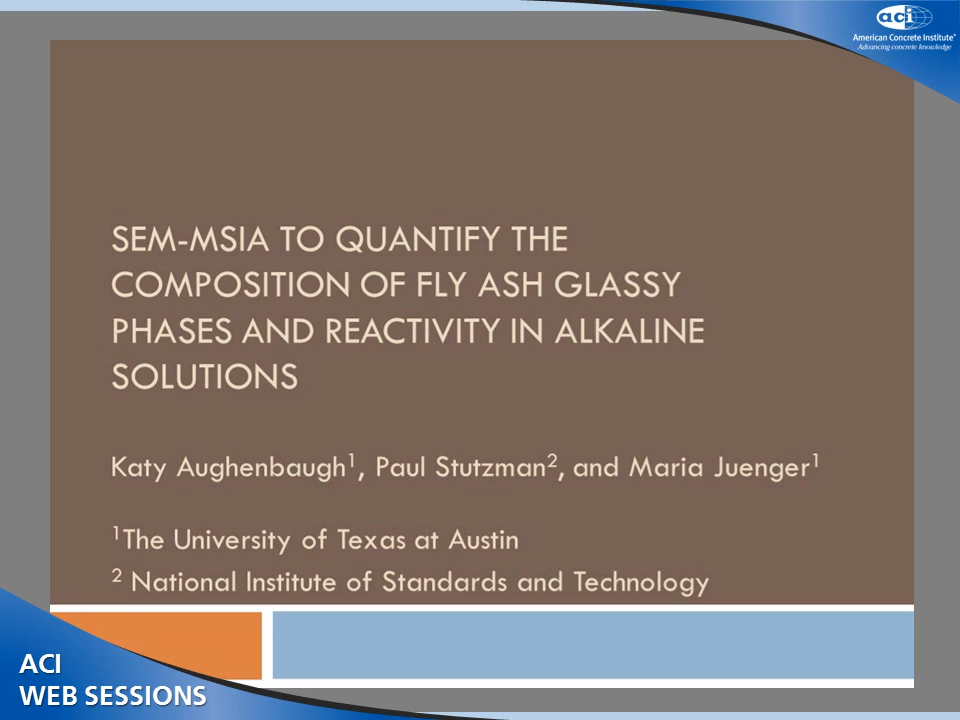 aci
American Concrete Institute®
Advancing concrete knowledge
SEM-MSIA TO QUANTIFY THE
COMPOSITION OF FLY ASH GLASSY
PHASES AND REACTIVITY IN ALKALINE
SOLUTIONS
Katy Aughenbaugh¹, Paul Stutzman², and Maria Juenger¹
¹The University of Texas at Austin
² National Institute of Standards and Technology
ACI
WEB SESSIONS